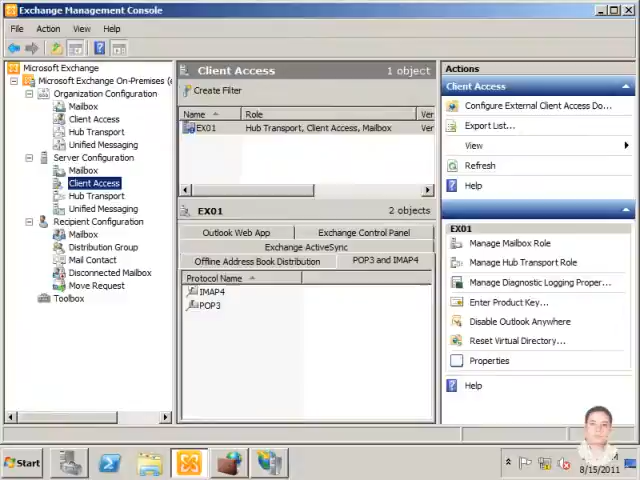 Exchange Management Console
File Action View Help
Microsoft Exchange
Microsoft Exchange On-Premises (e
Organization Configuration
Mailbox
Client Access
Hub Transport
Unified Messaging
Server Configuration
Mailbox
Client Access
Hub Transport
Unified Messaging
Recipient Configuration
Mailbox
Distribution Group
Mail Contact
Disconnected Mailbox
Move Request
Toolbox
Client Access 1 object
Create Filter
Name Role Ver
EX01 Hub Transport, Client Access, Mailbox Ver
EX01 2 objects
Outlook Web App Exchange Control Panel
Exchange ActiveSync
Offline Address Book Distribution POP3 and IMAP4
Protocol Name
IMAP4
POP3
Actions
Client Access
Configure External Client Access Do...
Export List...
View
Refresh
Help
EX01
Manage Mailbox Role
Manage Hub Transport Role
Manage Diagnostic Logging Proper...
Enter Product Key...
Disable Outlook Anywhere
Reset Virtual Directory...
Properties
Help
Start
8/15/2011